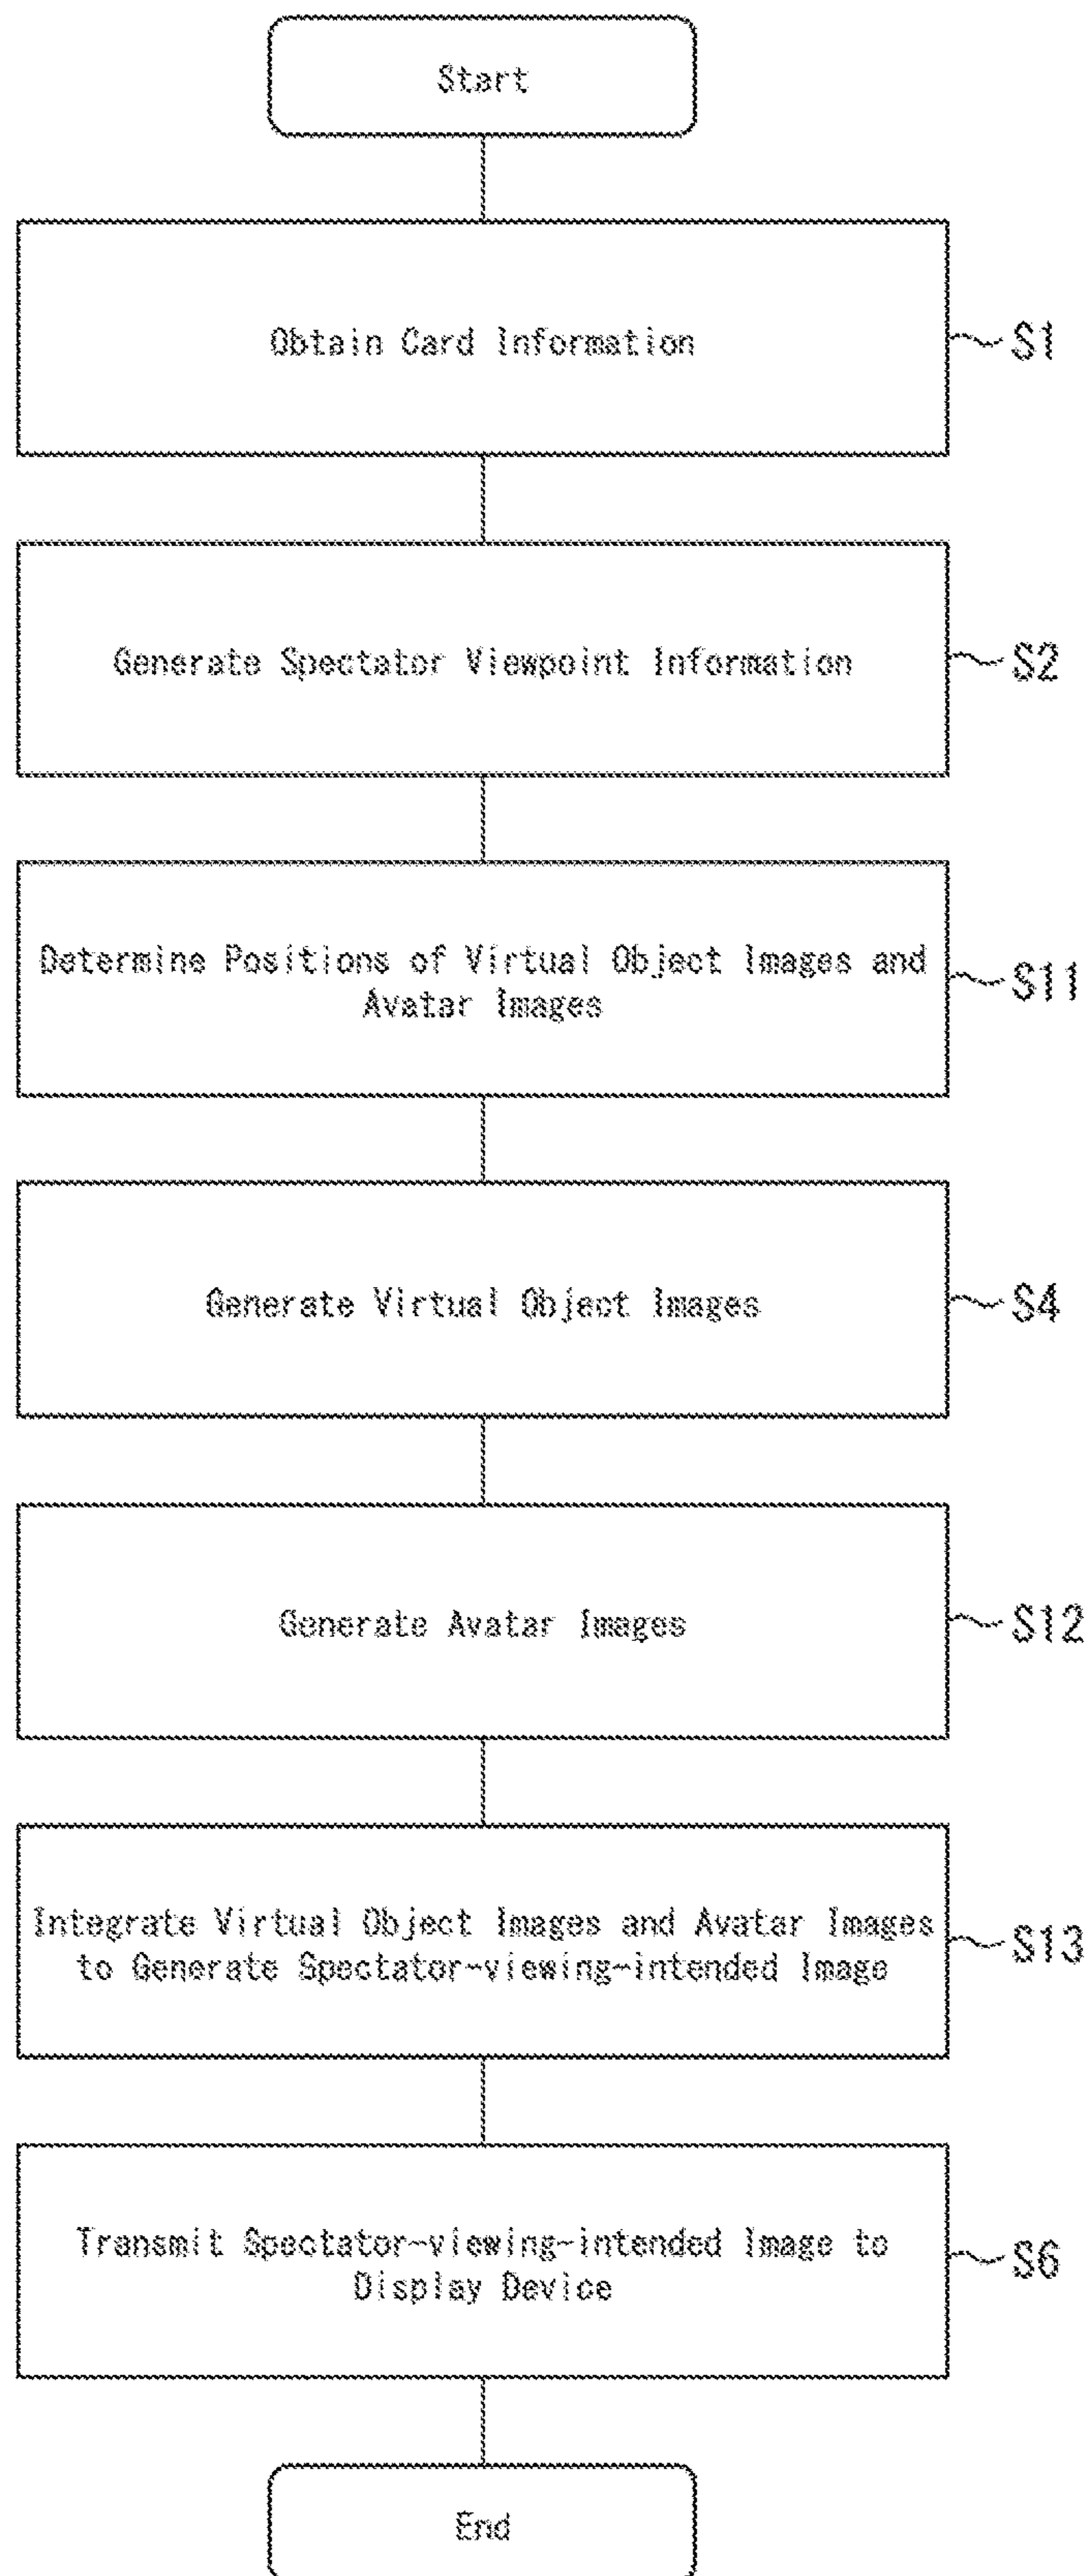 Start
Obtain Card Information
S1
Generate Spectator Viewpoint Information
S2
Determine Positions of Virtual Object Images and
Avatar Images
S11
Generate Virtual Object Images
S4
Generate Avatar Images
S12
Integrate Virtual Object Images and Avatar Images
to Generate Spectator-viewing-intended Image
S13
Transmit Spectator-viewing-intended Image to
Display Device
S6
End